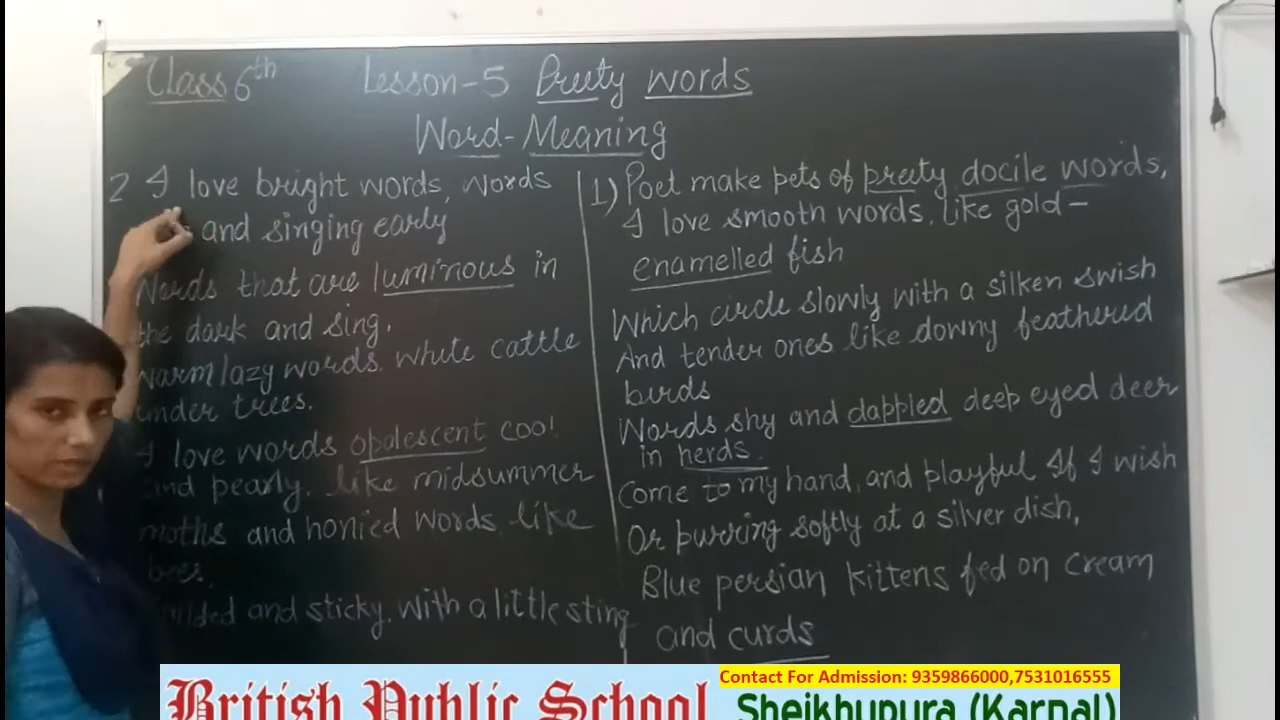 Class 6th Lesson-5 Preety words
Word-Meaning
2 I love bright words, words
and singing early
Words that are luminous in
the dark and sing.
warm lazy words. white cattle
under trees.
I love words opalescent cool
and pearly. like midsummer
moths and honied words. like
bees,
and sticky. with a little sting
1) Poet make pets of preety docile words,
I love smooth words. like gold-
enamelled fish
Which circle slowly with a silken swish
And tender ones like downy feathered
birds
Words shy and dappled deep eyed deer
in herds.
Come to my hand, and playful If I wish
Or purring softly at a silver dish,
Blue persian kittens fed on cream
and curds
Contact For Admission: 9359866000,7531016555
British Public School
Sheikhupura (Karnal)